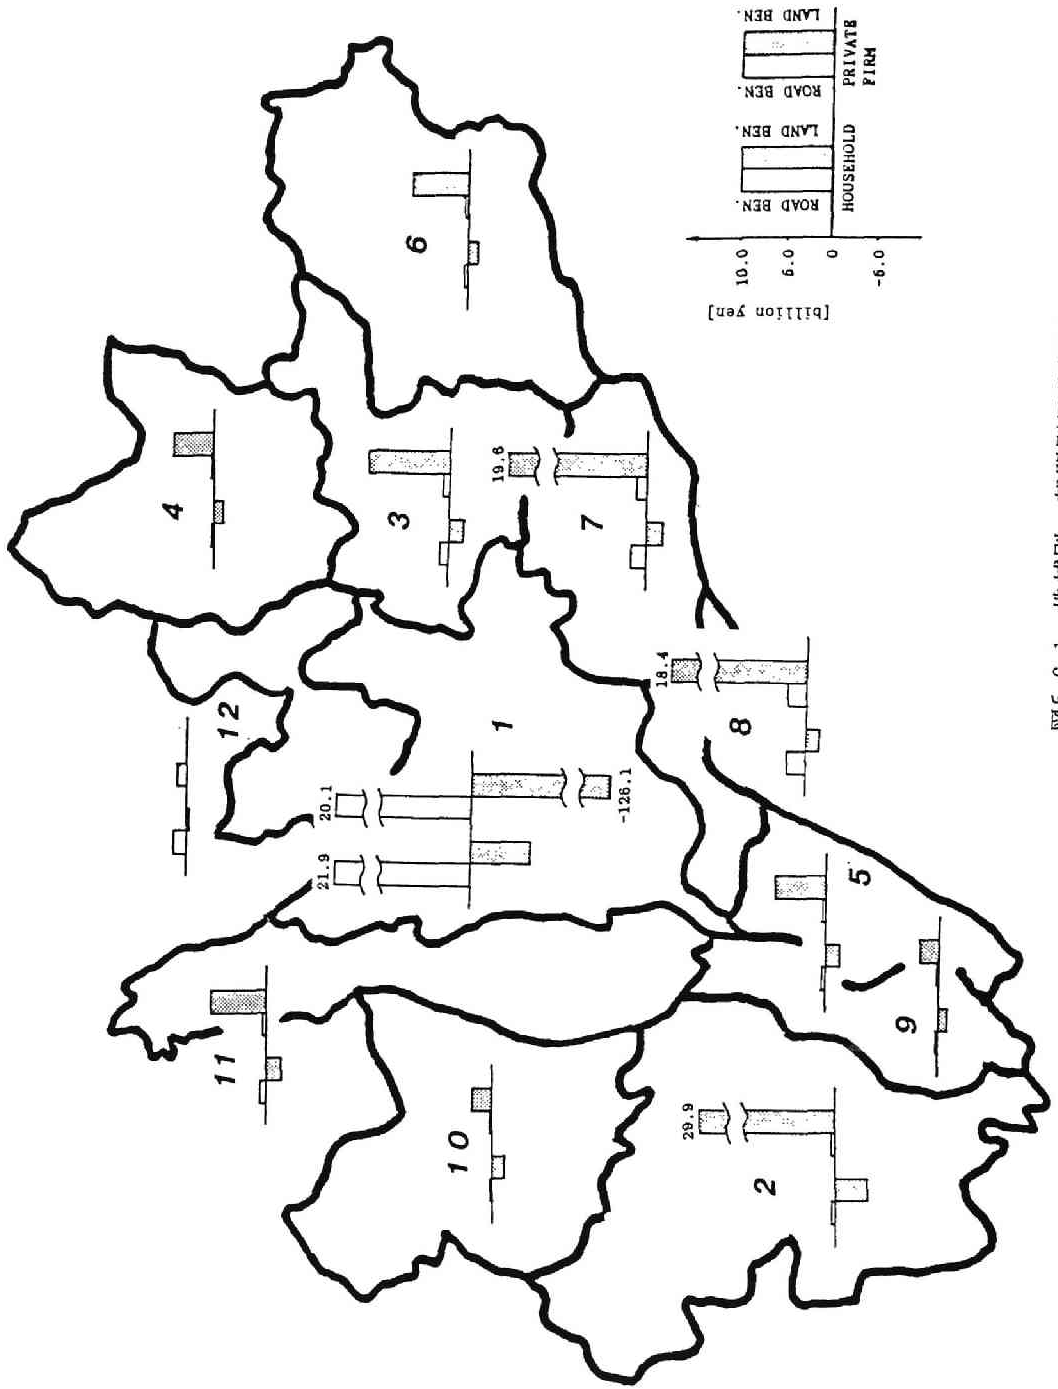 6
4
3
19.6
7
12
1
20.1
21.9
-126.1
18.4
8
5
9
11
10
29.9
2
[billion yen]
10.0
6.0
0
-6.0
ROAD BEN.
LAND BEN.
HOUSEHOLD
ROAD BEN.
LAND BEN.
PRIVATE
FIRM